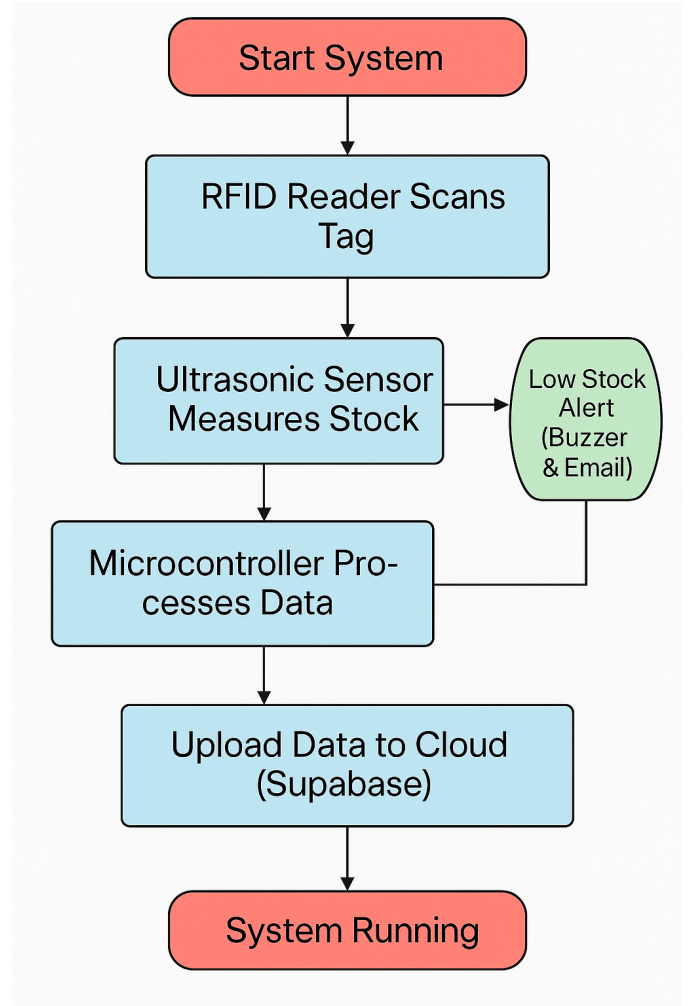 Start System
RFID Reader Scans
Tag
Ultrasonic Sensor
Measures Stock
Low Stock
Alert
(Buzzer
& Email)
Microcontroller Pro-
cesses Data
Upload Data to Cloud
(Supabase)
System Running